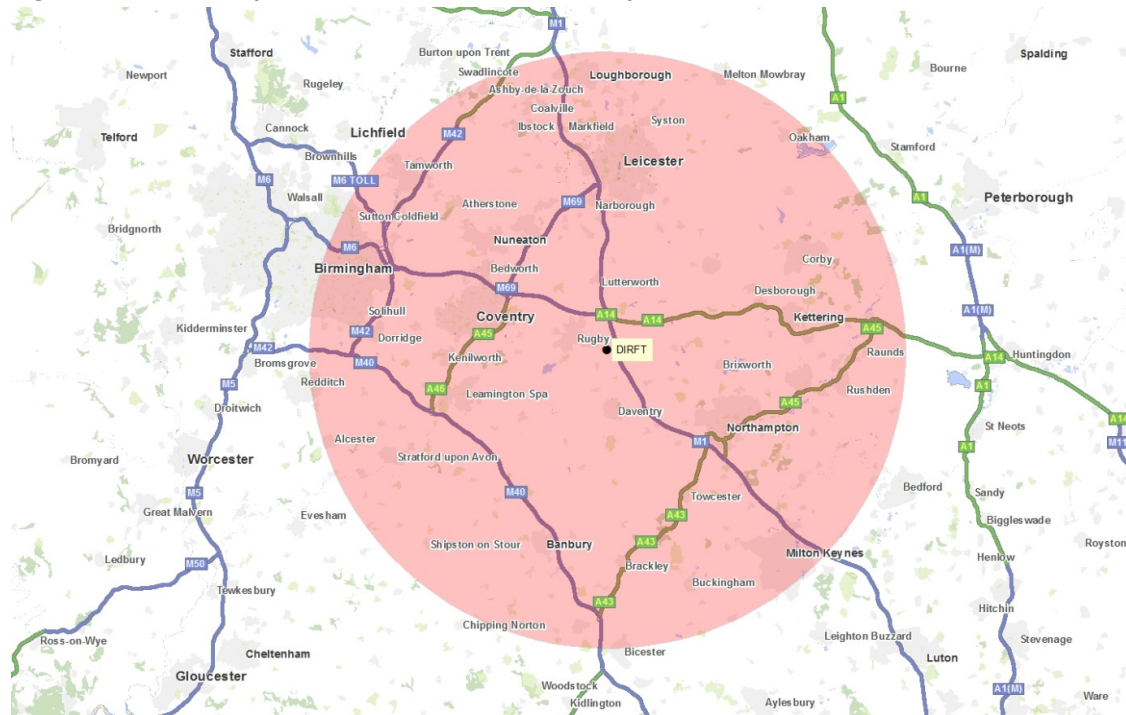 M1
Stafford
Burton upon Trent
Spalding
Newport
Swadlincote
Loughborough
Melton Mowbray
Bourne
Rugeley
Ashby-de-la-Zouch
A1
Coalville
Telford
Cannock
Lichfield
M42
Ibstock
Markfield
Syston
Oakham
Stamford
Brownhills
Tamworth
Leicester
M6
M6 TOLL
Walsall
Atherstone
M69
Narborough
A1
Peterborough
Sutton Coldfield
Bridgnorth
Nuneaton
M6
A1(M)
Birmingham
Bedworth
Corby
Lutterworth
Desborough
M69
Solihull
Coventry
A14
A14
Kettering
A1(M)
Kidderminster
M42
A45
A45
Dorridge
Rugby
M42
DIRFT
Raunds
A14
Huntingdon
Kenilworth
M40
Bromsgrove
Brixworth
Redditch
M5
A46
Leamington Spa
A1
Rushden
A45
Droitwich
Daventry
A14
Northampton
St Neots
Alcester
M1
M11
A1
Bromyard
Worcester
Stratford upon Avon
M5
M40
Towcester
Bedford
Sandy
Great Malvern
Evesham
A43
Biggleswade
Shipston on Stour
Banbury
A43
Milton Keynes
Royston
Ledbury
M50
Brackley
Henlow
Buckingham
Tewkesbury
A43
Hitchin
Chipping Norton
Ross-on-Wye
Leighton Buzzard
Stevenage
Cheltenham
Bicester
Luton
Gloucester
Woodstock
A1(M)
Kidlington
Aylesbury
Ware